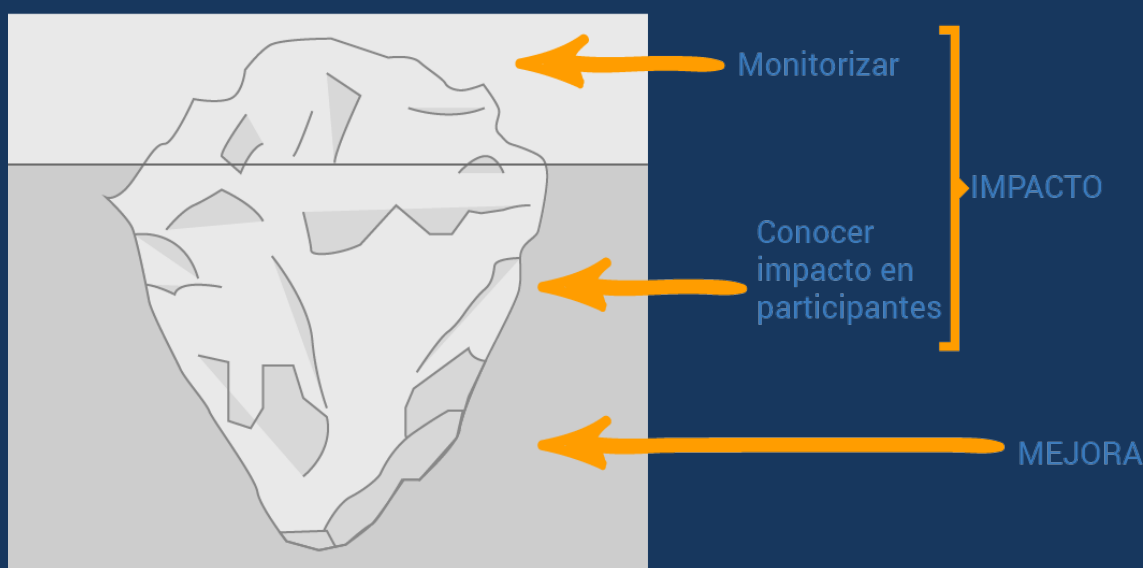 Monitorizar
IMPACTO
Conocer
impacto en
participantes
MEJORA